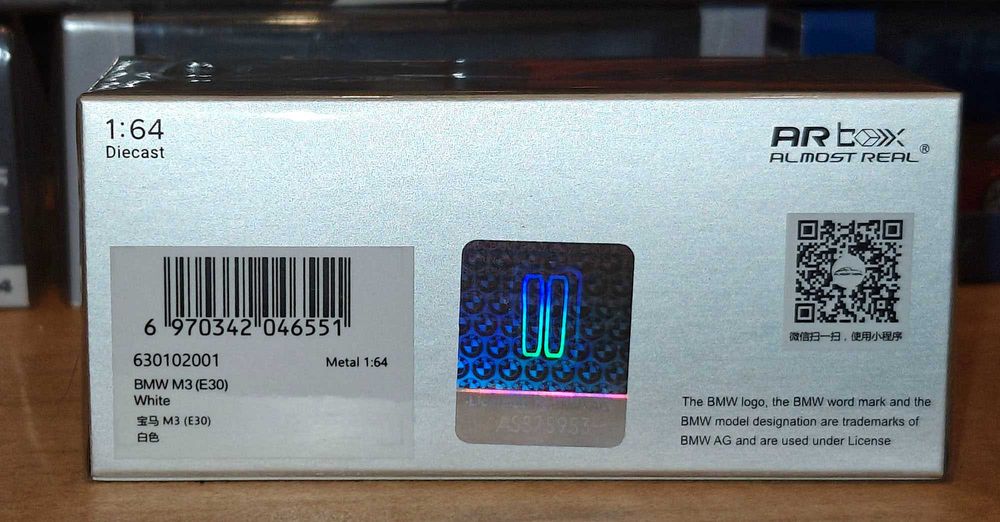 1:64
Diecast
AR box
ALMOST REAL®
6 970342 046551
630102001 Metal 1:64
BMW M3 (E30)
White
宝马 M3 (E30)
白色
微信扫一扫，使用小程序
The BMW logo, the BMW word mark and the
BMW model designation are trademarks of
BMW AG and are used under License